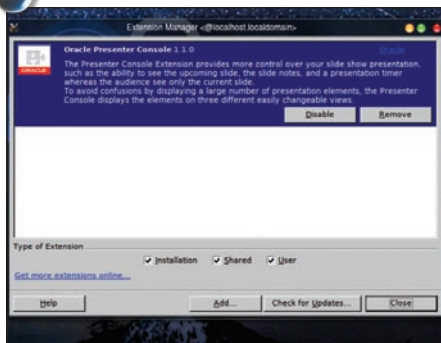 Extension Manager <@localhost.localdomain>
Oracle Presenter Console 1.1.0 Oracle
ORACLE
The Presenter Console Extension provides more control over your slide show presentation,
such as the ability to see the upcoming slide, the slide notes, and a presentation timer
whereas the audience see only the current slide.
To avoid confusions by displaying a large number of presentation elements, the Presenter
Console displays the elements on three different easily changeable views.
Disable Remove
Type of Extension
Installation Shared User
Get more extensions online...
Help Add... Check for Updates... Close